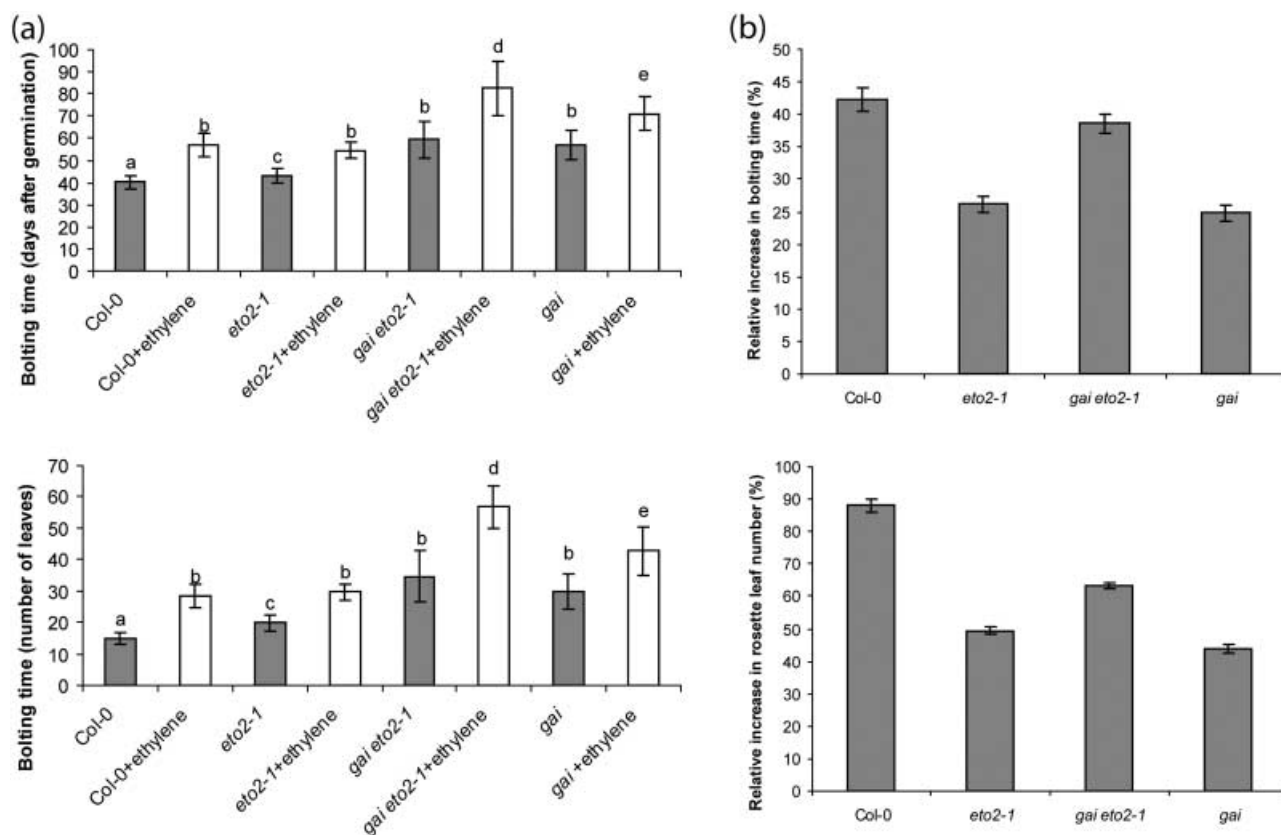 (a)
Bolting time (days after germination)
100
90
80
70
60
50
40
30
20
10
0
a
b
c
b
b
d
b
e
Col-0
Col-0+ethylene
eto2-1
eto2-1+ethylene
gai eto2-1
gai eto2-1+ethylene
gai
gai +ethylene
Bolting time (number of leaves)
70
60
50
40
30
20
10
0
a
b
c
b
b
d
b
e
Col-0
Col-0+ethylene
eto2-1
eto2-1+ethylene
gai eto2-1
gai eto2-1+ethylene
gai
gai +ethylene
(b)
Relative increase in bolting time (%)
50
45
40
35
30
25
20
15
10
5
0
Col-0
eto2-1
gai eto2-1
gai
Relative increase in rosette leaf number (%)
100
90
80
70
60
50
40
30
20
10
0
Col-0
eto2-1
gai eto2-1
gai